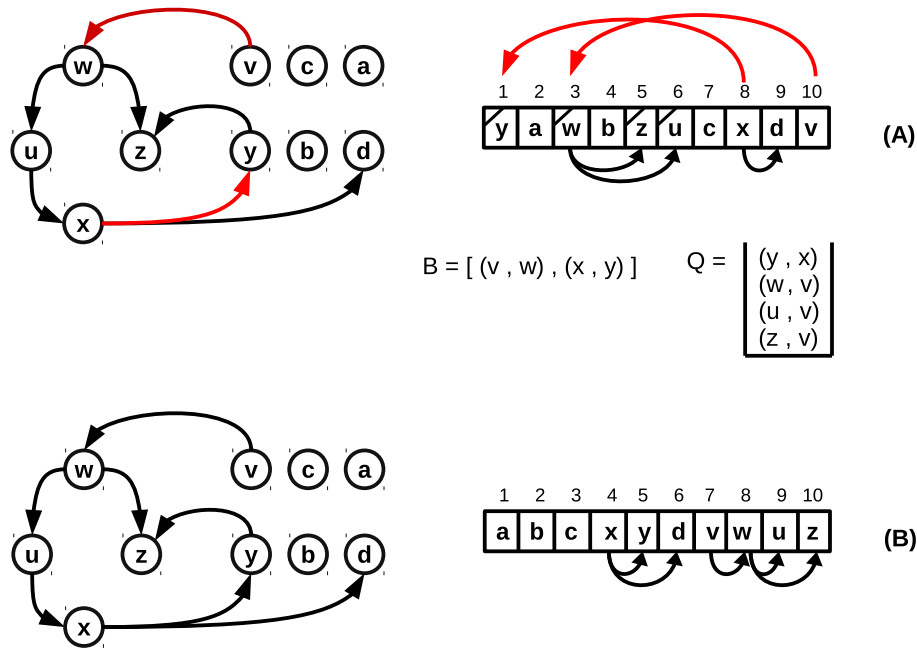 w v c a
u z y b d
x
1 2 3 4 5 6 7 8 9 10
y a w b z u c x d v
(A)
B = [ (v , w) , (x , y) ]
Q =
(y , x)
(w , v)
(u , v)
(z , v)
w v c a
u z y b d
x
1 2 3 4 5 6 7 8 9 10
a b c x y d v w u z
(B)